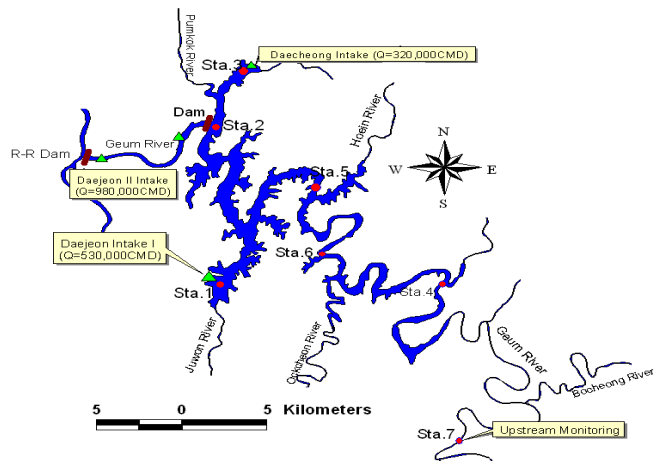 Pumkok River
Daecheong Intake (Q=320,000CMD)
Sta.3
Dam
Sta.2
Hoein River
Geum River
R-R Dam
N
W
E
S
Daejeon II Intake
(Q=980,000CMD)
Sta.5
Daejeon Intake I
(Q=530,000CMD)
Sta.6
Sta.1
Sta.4
Juwon River
Ockcheon River
Geum River
Bocheong River
5 0 5 Kilometers
Sta.7
Upstream Monitoring